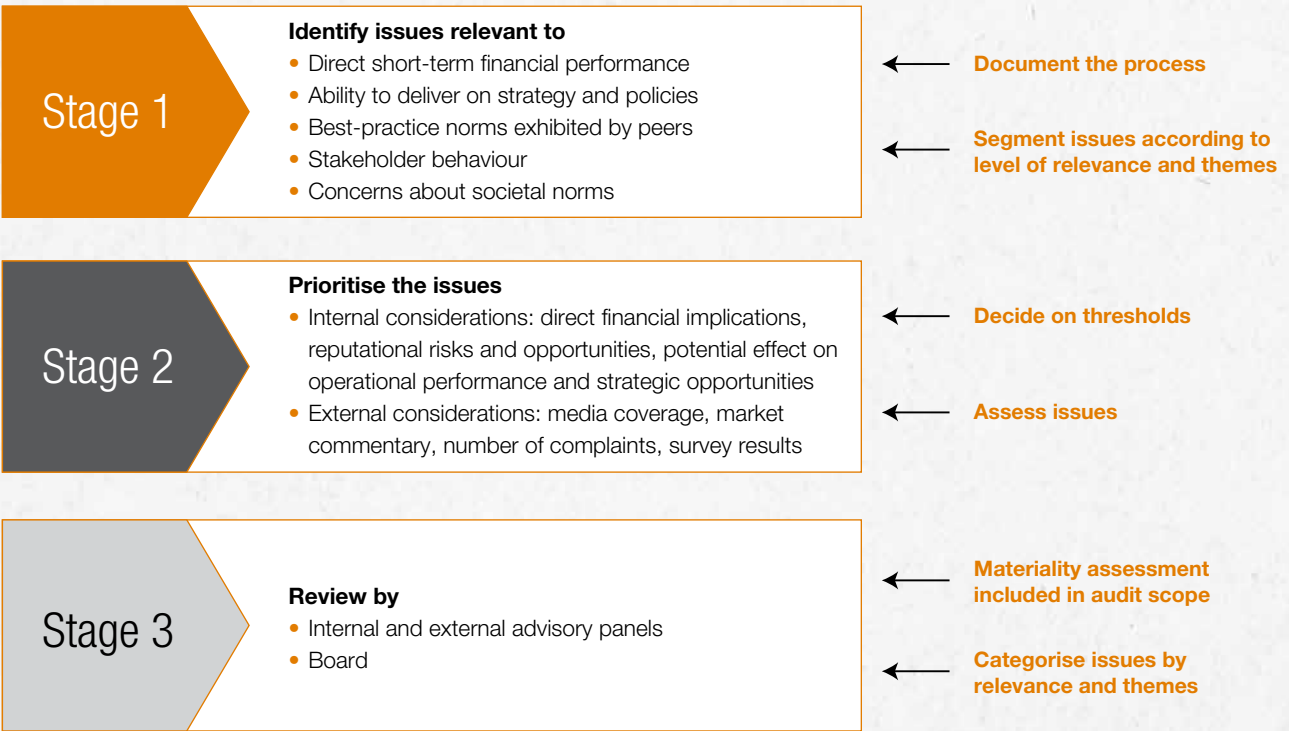 Stage 1
Identify issues relevant to
• Direct short-term financial performance
• Ability to deliver on strategy and policies
• Best-practice norms exhibited by peers
• Stakeholder behaviour
• Concerns about societal norms
Document the process
Segment issues according to
level of relevance and themes
Stage 2
Prioritise the issues
• Internal considerations: direct financial implications,
reputational risks and opportunities, potential effect on
operational performance and strategic opportunities
• External considerations: media coverage, market
commentary, number of complaints, survey results
Decide on thresholds
Assess issues
Stage 3
Review by
• Internal and external advisory panels
• Board
Materiality assessment
included in audit scope
Categorise issues by
relevance and themes